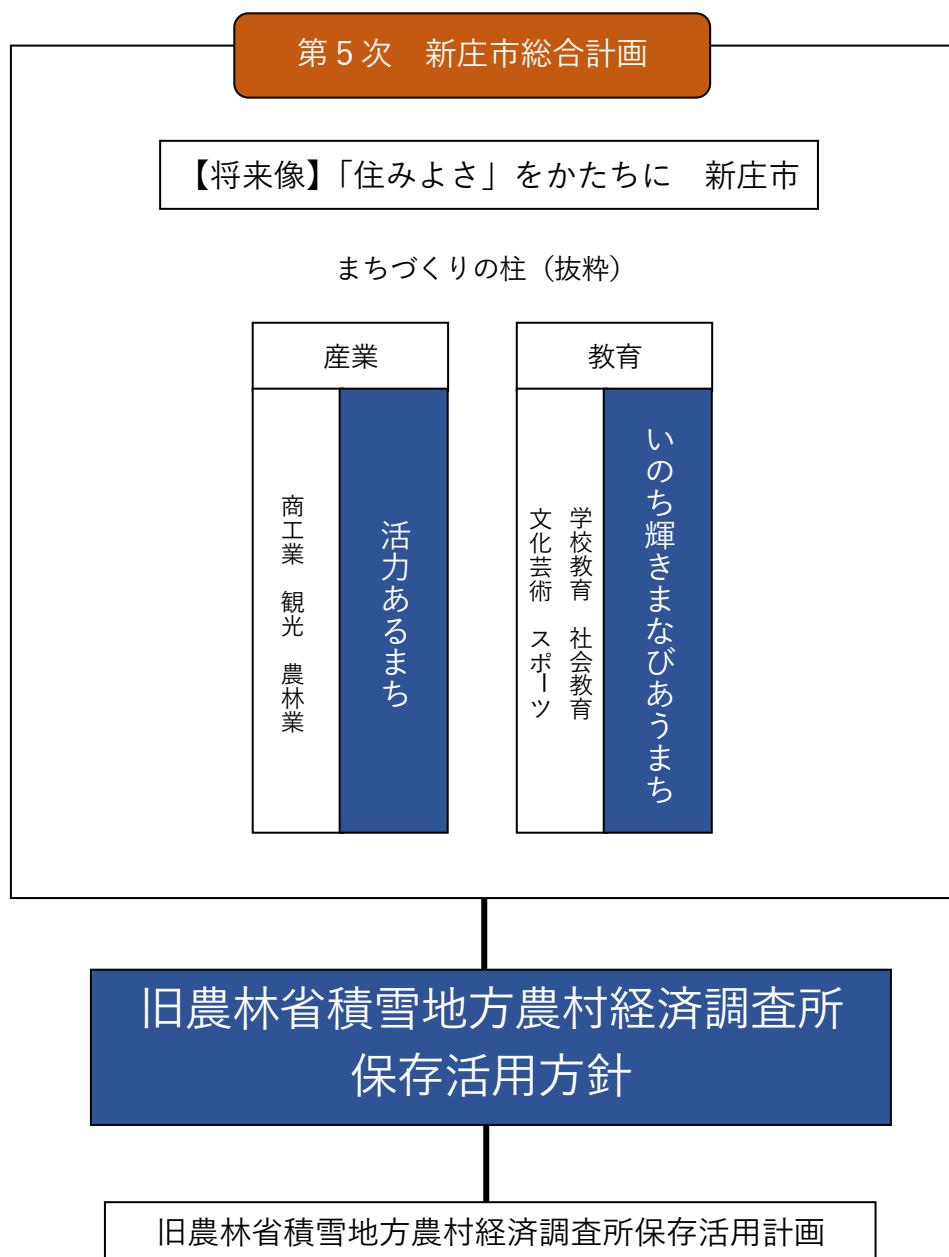 第5次　新庄市総合計画
【将来像】「住みよさ」をかたちに　新庄市
まちづくりの柱（抜粋）
産業
活力あるまち
商工業　観光　農林業
教育
いのち輝きまなびあうまち
学校教育　社会教育
文化芸術　スポーツ
旧農林省積雪地方農村経済調査所
保存活用方針
旧農林省積雪地方農村経済調査所保存活用計画